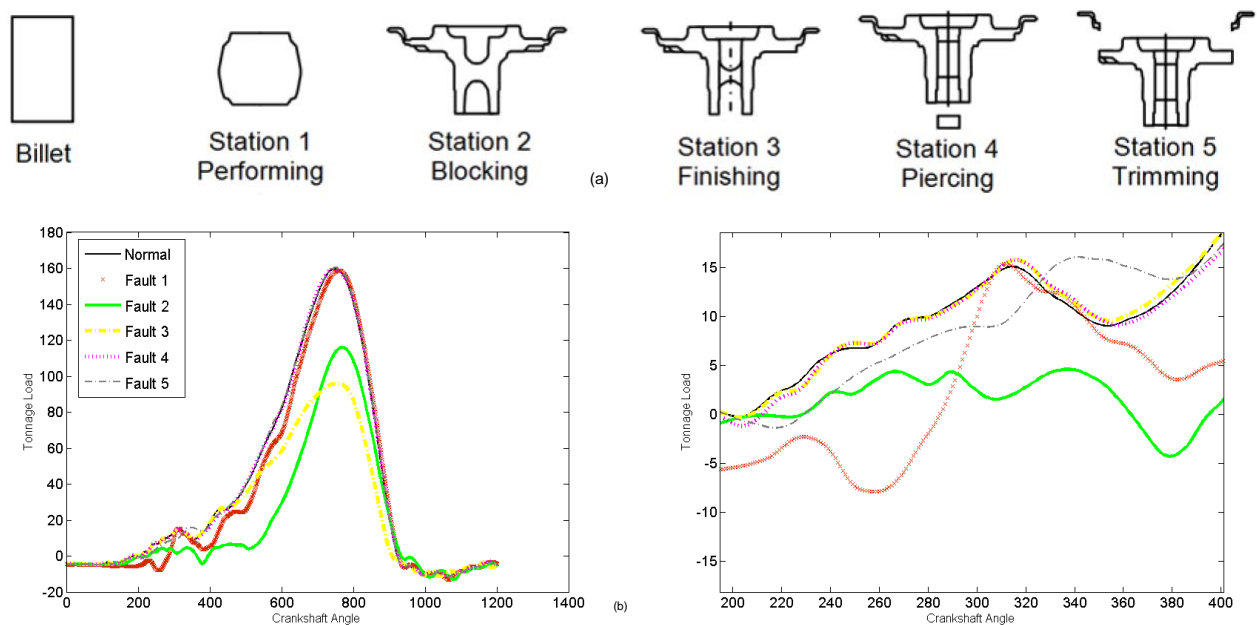 Billet
Station 1
Performing
Station 2
Blocking
(a)
Station 3
Finishing
Station 4
Piercing
Station 5
Trimming
180
160
140
120
100
80
60
40
20
0
-20
Tonnage Load
Normal
Fault 1
Fault 2
Fault 3
Fault 4
Fault 5
0 200 400 600 800 1000 1200 1400
Crankshaft Angle
(b)
15
10
5
0
-5
-10
-15
Tonnage Load
200 220 240 260 280 300 320 340 360 380 400
Crankshaft Angle